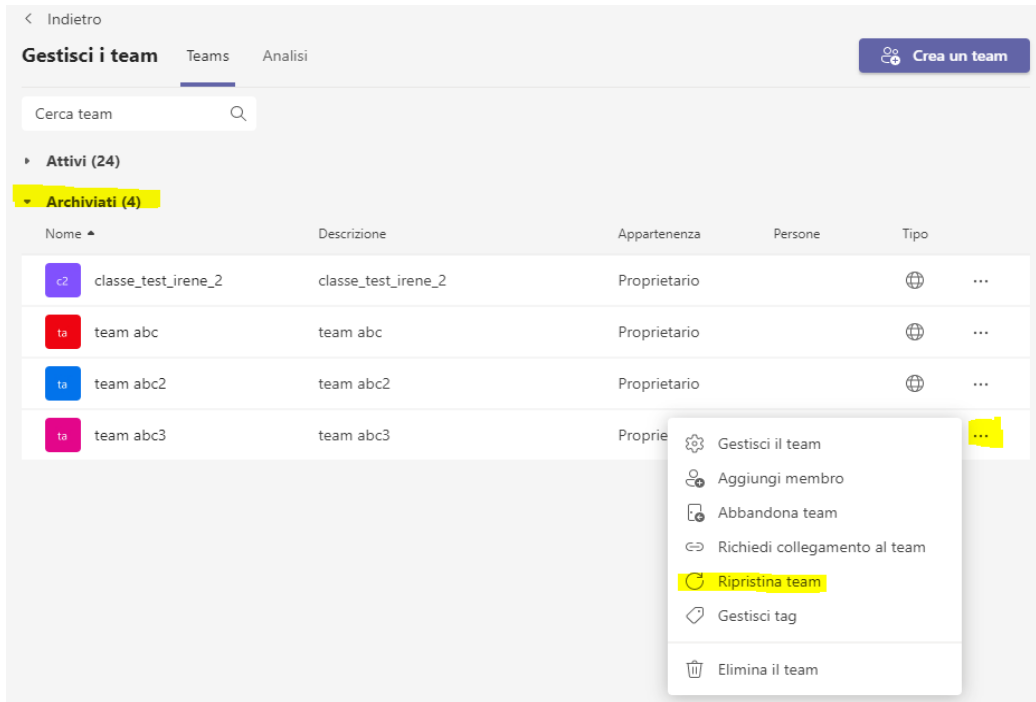 Indietro
Gestisci i team Teams Analisi Crea un team
Cerca team
Attivi (24)
Archiviati (4)
Nome Descrizione Appartenenza Persone Tipo
c2 classe_test_irene_2 classe_test_irene_2 Proprietario ...
ta team abc team abc Proprietario ...
ta team abc2 team abc2 Proprietario ...
ta team abc3 team abc3 Proprie ...
Gestisci il team
Aggiungi membro
Abbandona team
Richiedi collegamento al team
Ripristina team
Gestisci tag
Elimina il team